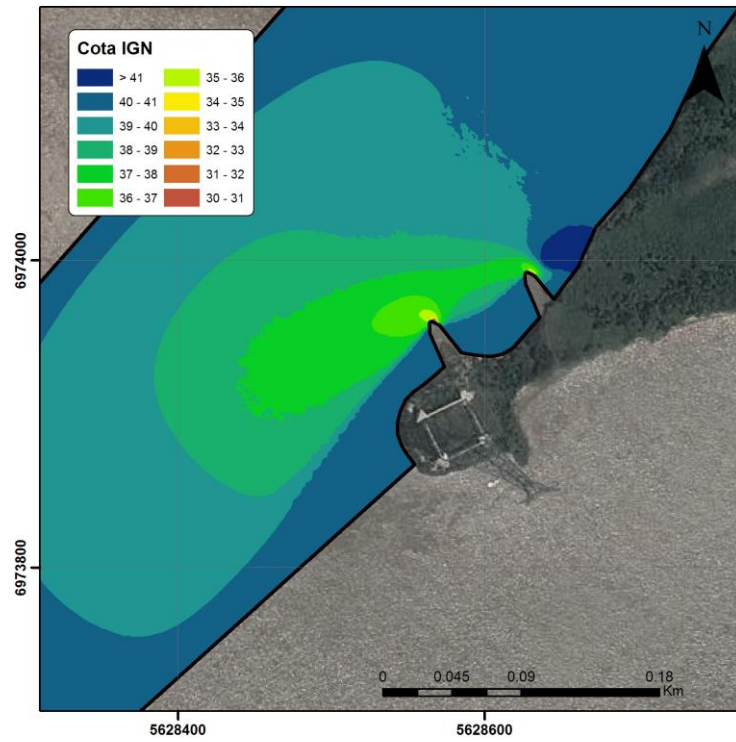 Cota IGN
> 41
40 - 41
39 - 40
38 - 39
37 - 38
36 - 37
35 - 36
34 - 35
33 - 34
32 - 33
31 - 32
30 - 31
N
6974000
6973800
0 0.045 0.09 0.18
Km
5628400 5628600